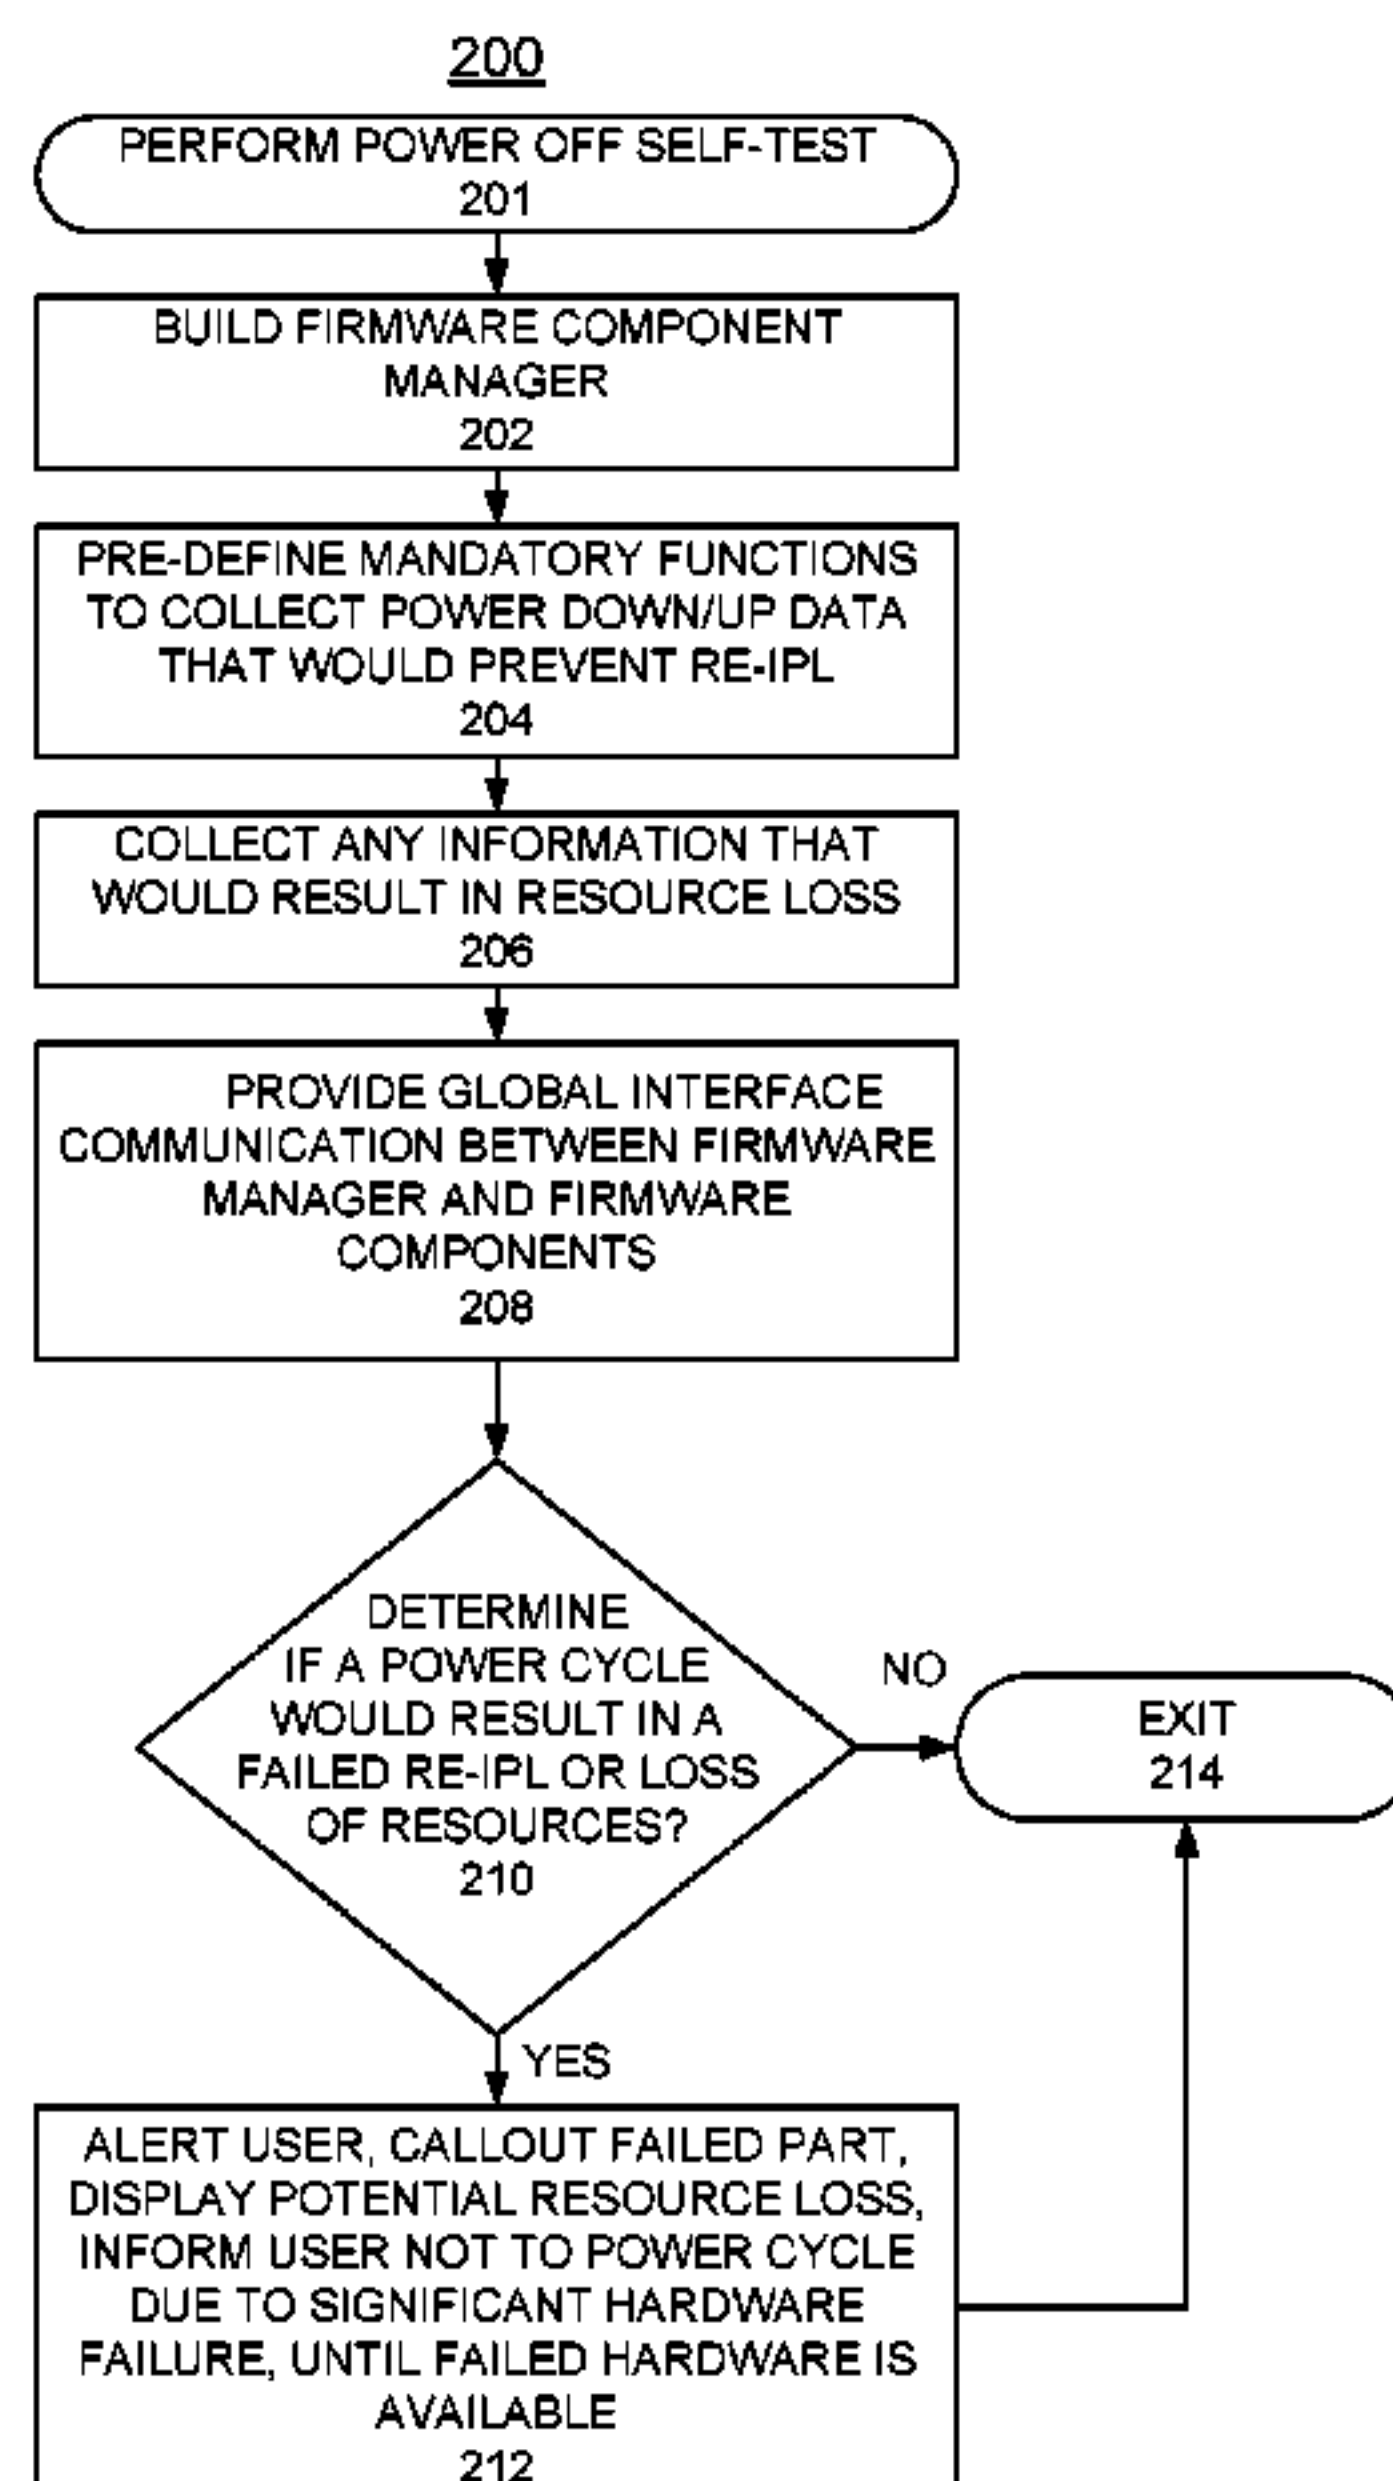 200
PERFORM POWER OFF SELF-TEST
201
BUILD FIRMWARE COMPONENT
MANAGER
202
PRE-DEFINE MANDATORY FUNCTIONS
TO COLLECT POWER DOWN/UP DATA
THAT WOULD PREVENT RE-IPL
204
COLLECT ANY INFORMATION THAT
WOULD RESULT IN RESOURCE LOSS
206
PROVIDE GLOBAL INTERFACE
COMMUNICATION BETWEEN FIRMWARE
MANAGER AND FIRMWARE
COMPONENTS
208
DETERMINE
IF A POWER CYCLE
WOULD RESULT IN A
FAILED RE-IPL OR LOSS
OF RESOURCES?
210
NO
EXIT
214
YES
ALERT USER, CALLOUT FAILED PART,
DISPLAY POTENTIAL RESOURCE LOSS,
INFORM USER NOT TO POWER CYCLE
DUE TO SIGNIFICANT HARDWARE
FAILURE, UNTIL FAILED HARDWARE IS
AVAILABLE
212